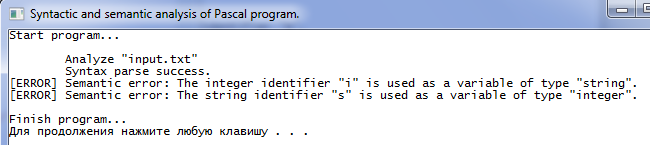 Syntactic and semantic analysis of Pascal program.
Start program...
Analyze "input.txt"
Syntax parse success.
[ERROR] Semantic error: The integer identifier "i" is used as a variable of type "string".
[ERROR] Semantic error: The string identifier "s" is used as a variable of type "integer".
Finish program...
Для продолжения нажмите любую клавишу . . .